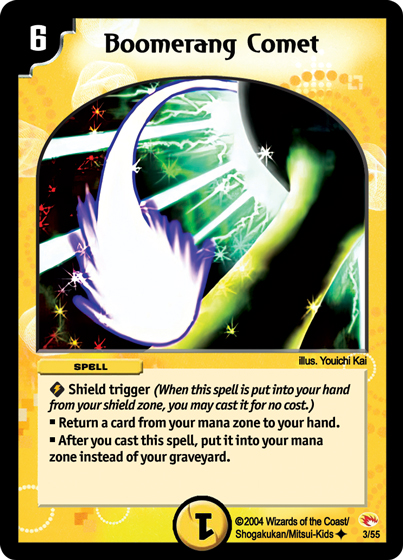 6
Boomerang Comet
illus. Youichi Kai
SPELL
Shield trigger (When this spell is put into your hand
from your shield zone, you may cast it for no cost.)
▪ Return a card from your mana zone to your hand.
▪ After you cast this spell, put it into your mana
zone instead of your graveyard.
1
©2004 Wizards of the Coast/
Shogakukan/Mitsui-Kids
3/55